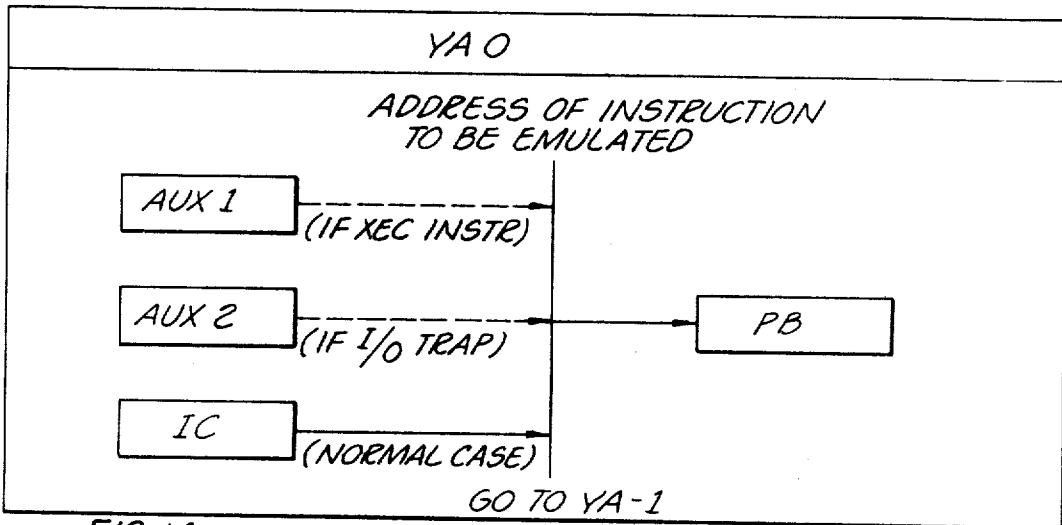 YA 0
ADDRESS OF INSTRUCTION
TO BE EMULATED
AUX 1
(IF XEC INSTR)
AUX 2
(IF I/O TRAP)
PB
IC
(NORMAL CASE)
GO TO YA-1